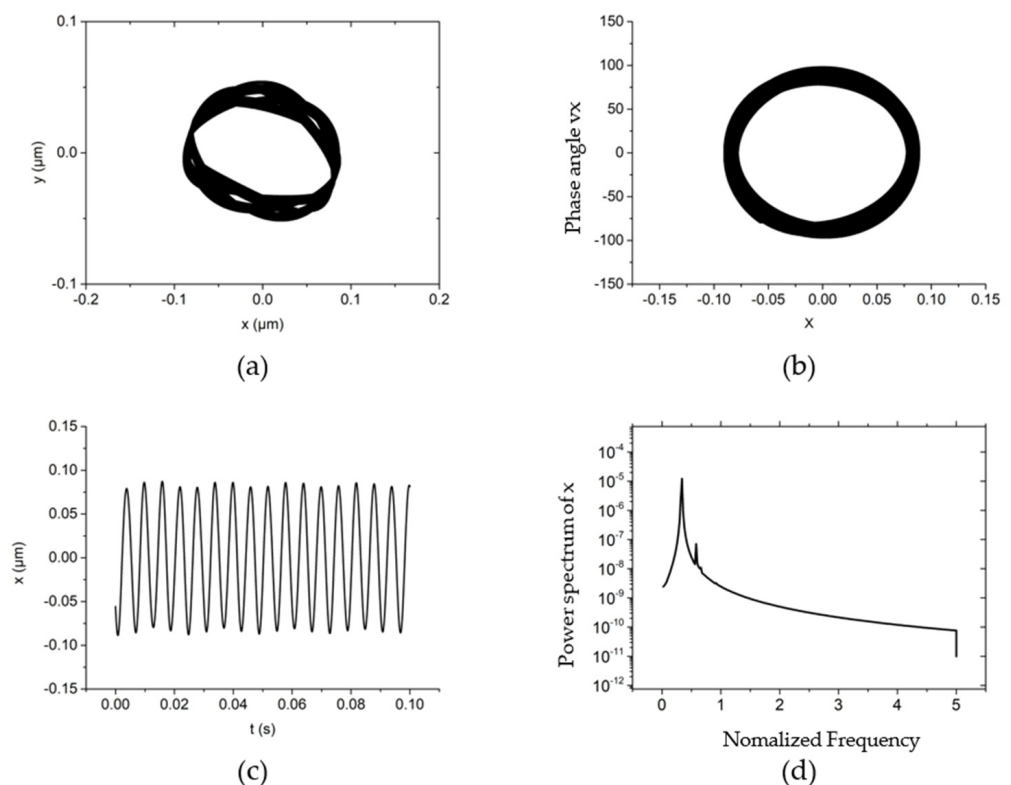 0.1
0.0
-0.1
y (µm)
-0.2 -0.1 0.0 0.1 0.2
x (µm)
(a)
150
100
50
0
-50
-100
-150
Phase angle vx
-0.15 -0.10 -0.05 0.00 0.05 0.10 0.15
X
(b)
0.15
0.10
0.05
0.00
-0.05
-0.10
-0.15
x (µm)
0.00 0.02 0.04 0.06 0.08 0.10
t (s)
(c)
10-4
10-5
10-6
10-7
10-8
10-9
10-10
10-11
10-12
Power spectrum of x
0 1 2 3 4 5
Nomalized Frequency
(d)